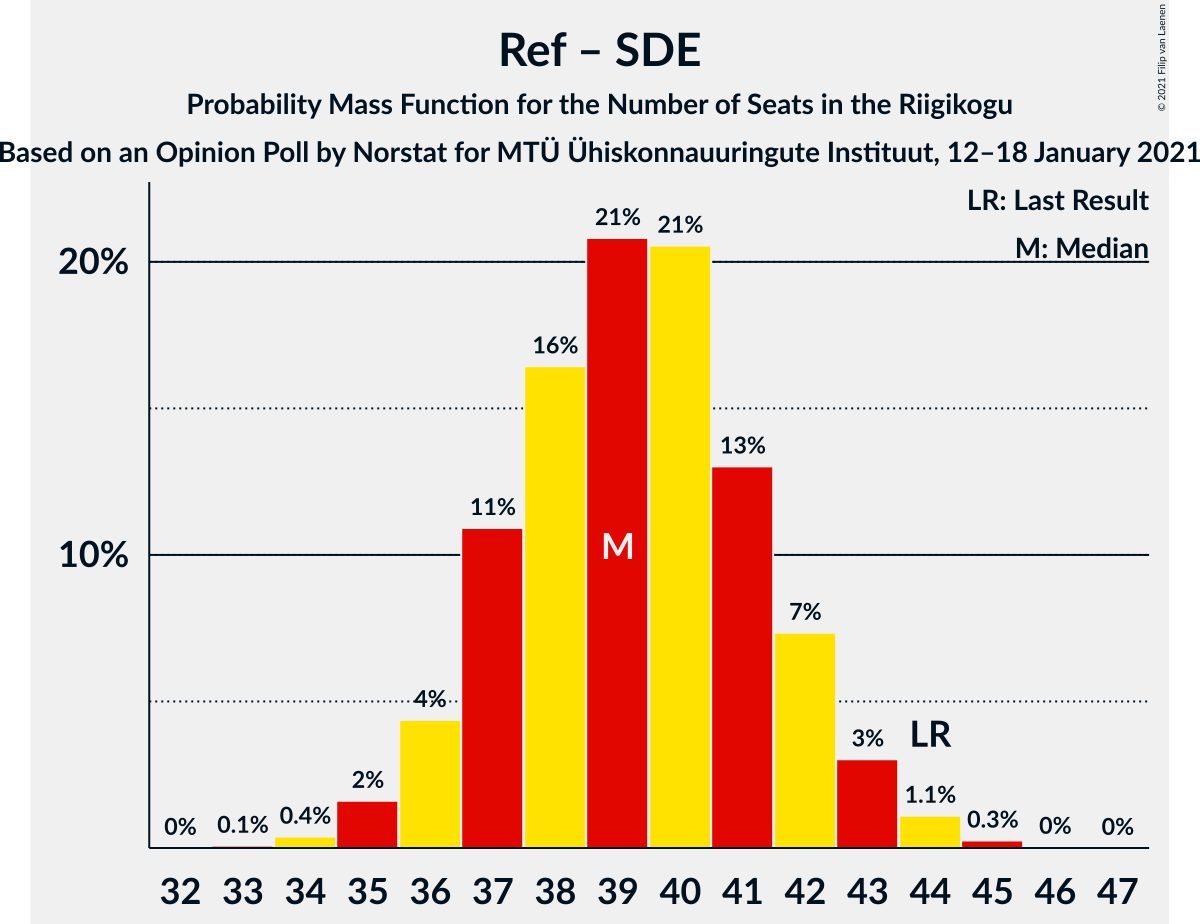 Ref – SDE
Probability Mass Function for the Number of Seats in the Riigikogu
Based on an Opinion Poll by Norstat for MTÜ Ühiskonnauuringute Instituut, 12–18 January 2021
© 2021 Filip van Laenen
LR: Last Result
M: Median
20%
10%
0%
0.1%
0.4%
2%
4%
11%
16%
21%
21%
13%
7%
3%
1.1%
0.3%
0%
0%
M
LR
32 33 34 35 36 37 38 39 40 41 42 43 44 45 46 47